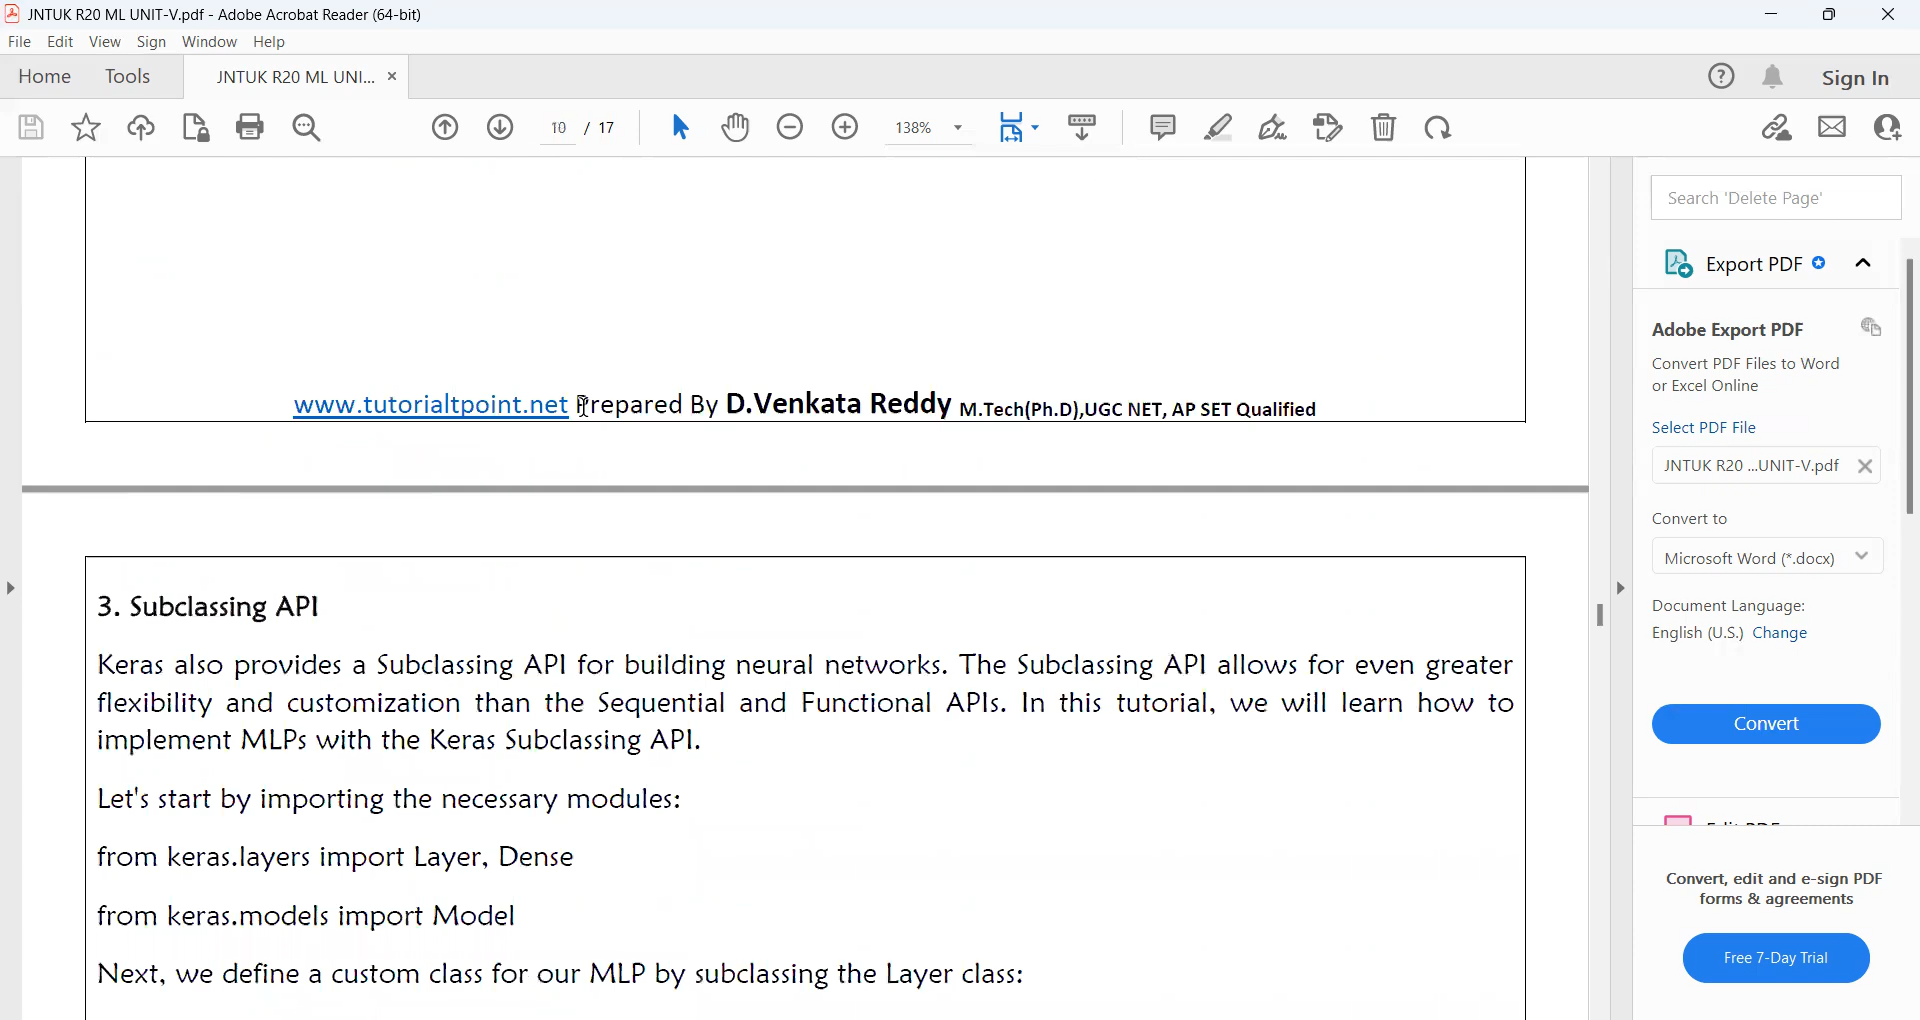 JNTUK R20 ML UNIT-V.pdf - Adobe Acrobat Reader (64-bit)
File Edit View Sign Window Help
Home Tools JNTUK R20 ML UNI... × Sign In
10 / 17 138%
www.tutorialtpoint.net Prepared By D.Venkata Reddy M.Tech(Ph.D),UGC NET, AP SET Qualified
3. Subclassing API
Keras also provides a Subclassing API for building neural networks. The Subclassing API allows for even greater
flexibility and customization than the Sequential and Functional APIs. In this tutorial, we will learn how to
implement MLPs with the Keras Subclassing API.
Let's start by importing the necessary modules:
from keras.layers import Layer, Dense
from keras.models import Model
Next, we define a custom class for our MLP by subclassing the Layer class:
Search 'Delete Page'
Export PDF
Adobe Export PDF
Convert PDF Files to Word
or Excel Online
Select PDF File
JNTUK R20 ...UNIT-V.pdf
Convert to
Microsoft Word (*.docx)
Document Language:
English (U.S.) Change
Convert
Convert, edit and e-sign PDF
forms & agreements
Free 7-Day Trial